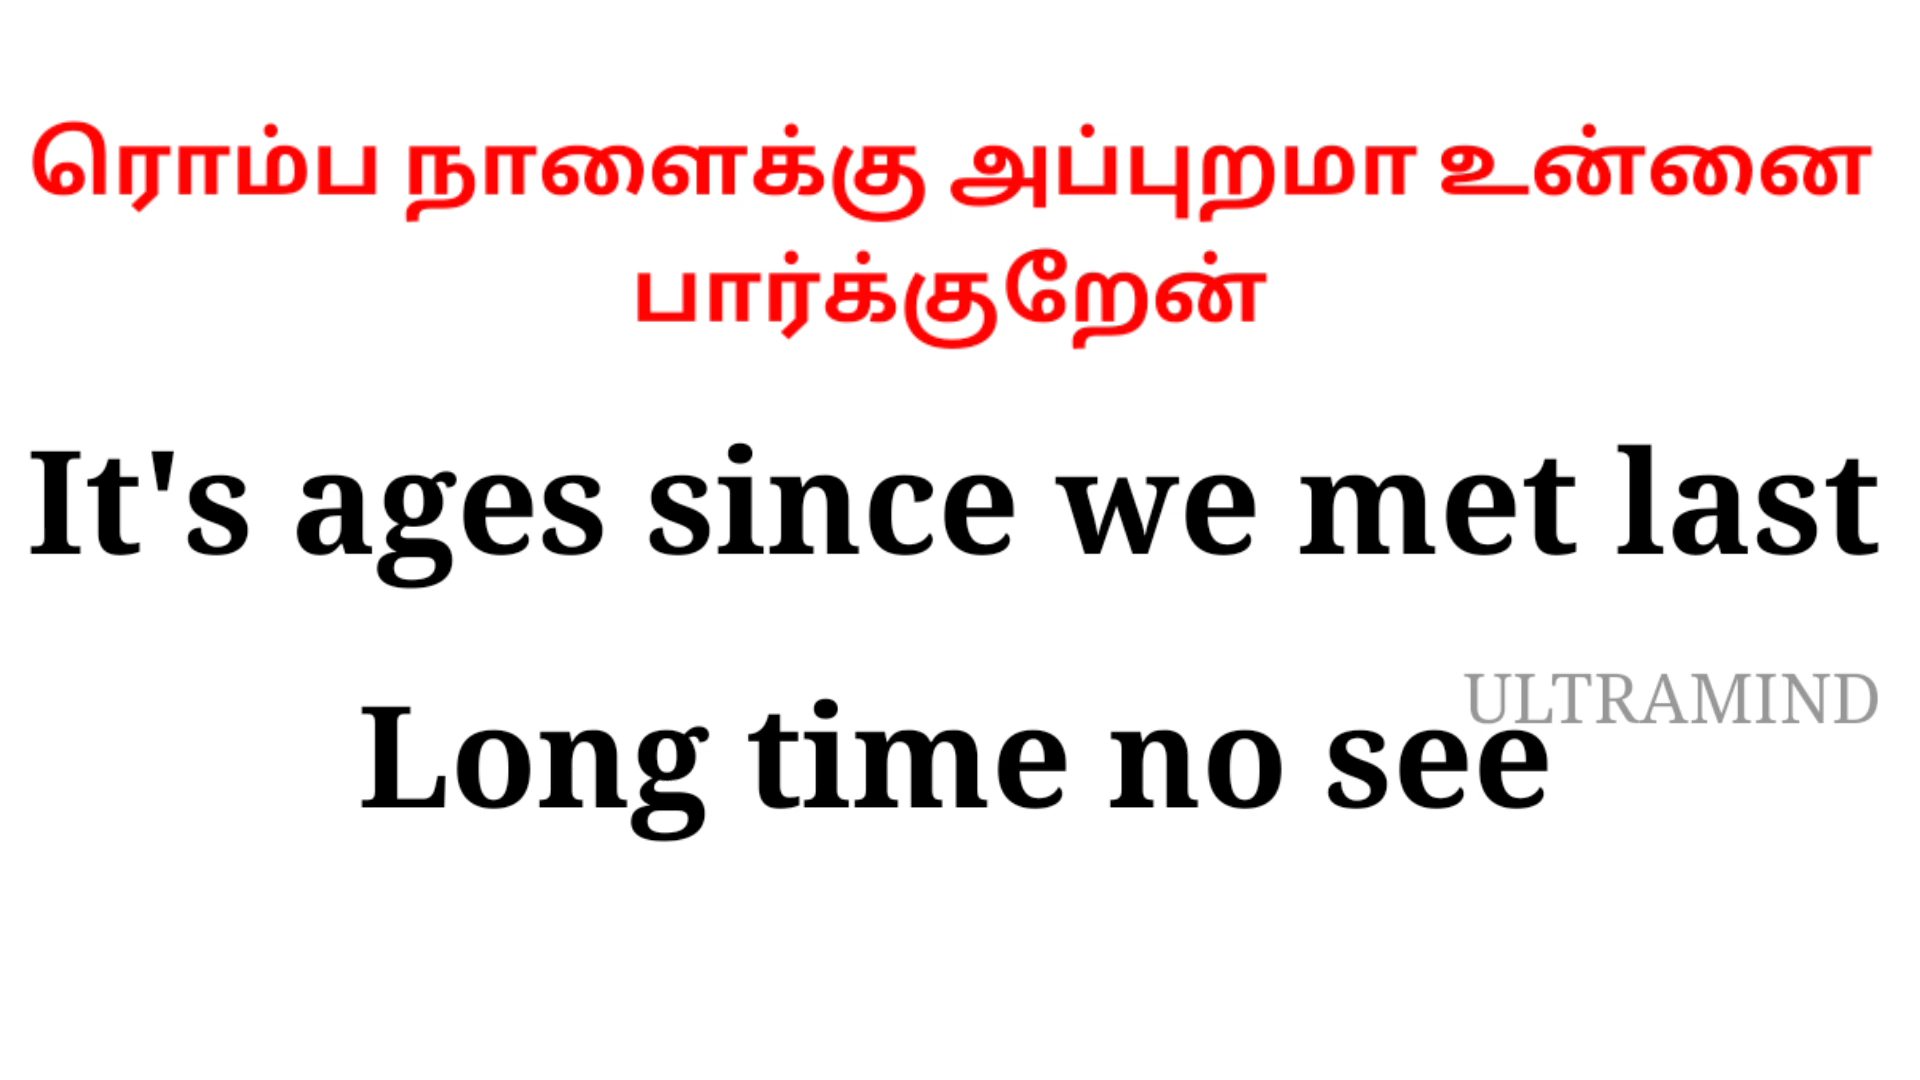 ரொம்ப நாளைக்கு அப்புறமா உன்னை
பார்க்குறேன்
It's ages since we met last
ULTRAMIND
Long time no see